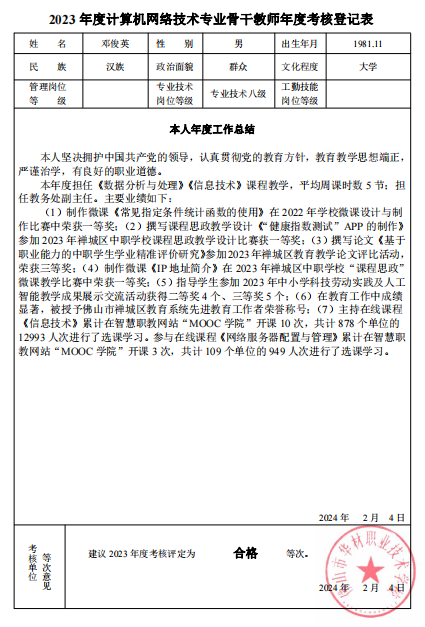 2023 年度计算机网络技术专业骨干教师年度考核登记表
姓 名 邓俊英 性 别 男 出生年月 1981.11
民 族 汉族 政治面貌 群众 文化程度 大学
管理岗位等 级 专业技术岗位等级 专业技术八级 工勤技能岗位等级
本人年度工作总结
本人坚决拥护中国共产党的领导，认真贯彻党的教育方针，教育教学思想端正，
严谨治学，有良好的职业道德。
本年度担任《数据分析与处理》《信息技术》课程教学，平均周课时数 5 节；担
任教务处副主任。主要业绩如下：
（1）制作微课《常见指定条件统计函数的使用》在 2022 年学校微课设计与制
作比赛中荣获一等奖；（2）撰写课程思政教学设计《“健康指数测试”APP 的制作》
参加 2023 年禅城区中职学校课程思政教学设计比赛获一等奖；（3）撰写论文《基于
职业能力的中职学生学业精准评价研究》参加 2023 年禅城区教育教学论文评比活动，
荣获三等奖；（4）制作微课《IP 地址简介》在 2023 年禅城区中职学校“课程思政”
微课教学比赛中荣获一等奖；（5）指导学生参加 2023 年中小学科技劳动实践及人工
智能教学成果展示交流活动获得二等奖 4 个、三等奖 5 个；（6）在教育工作中成绩
显著，被授予佛山市禅城区教育系统先进教育工作者荣誉称号；（7）主持在线课程
《信息技术》累计在智慧职教网站“MOOC 学院”开课 10 次，共计 878 个单位的
12993 人次进行了选课学习。参与在线课程《网络服务器配置与管理》累计在智慧职
教网站“MOOC 学院”开课 3 次，共计 109 个单位的 949 人次进行了选课学习。
2024 年 2 月 4 日
考核单位 等次意见
建议 2023 年度考核评定为 合格 等次。
2024 年 2 月 4 日
佛山市华材职业技术学校